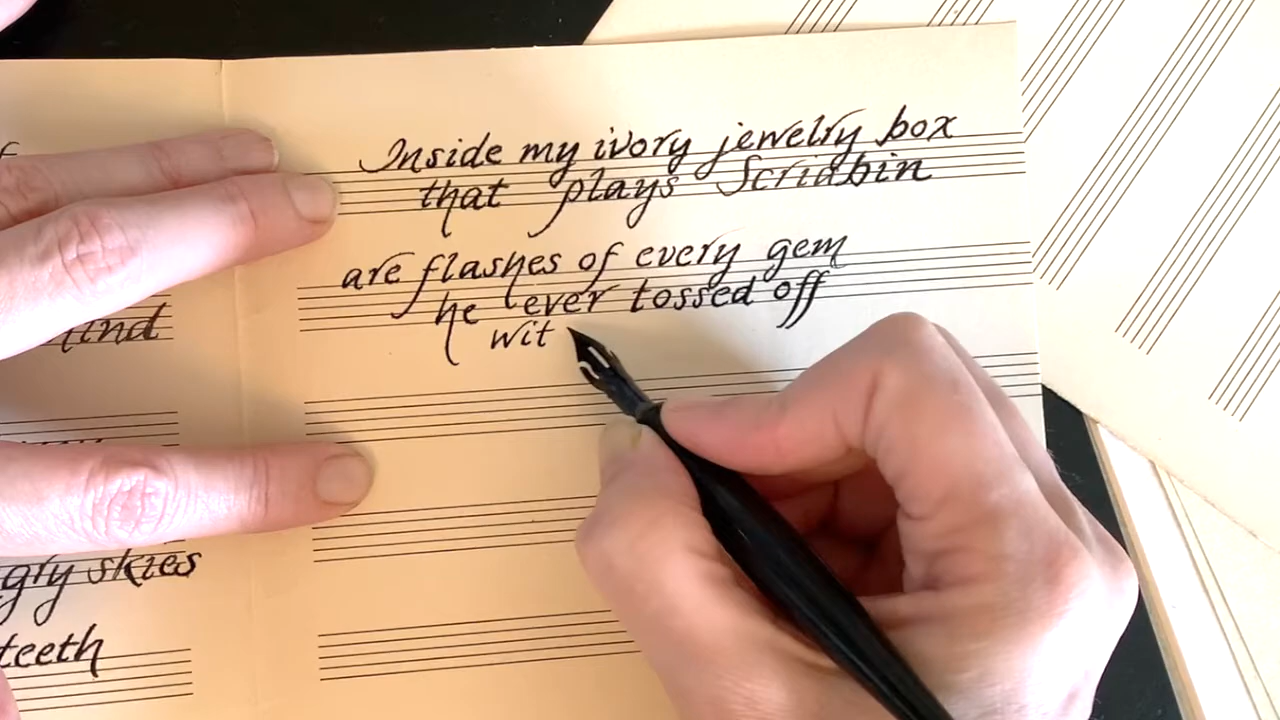 Inside my ivory jewelry box
that plays Scriabin
are flashes of every gem
he ever tossed off
wit
skies
teeth